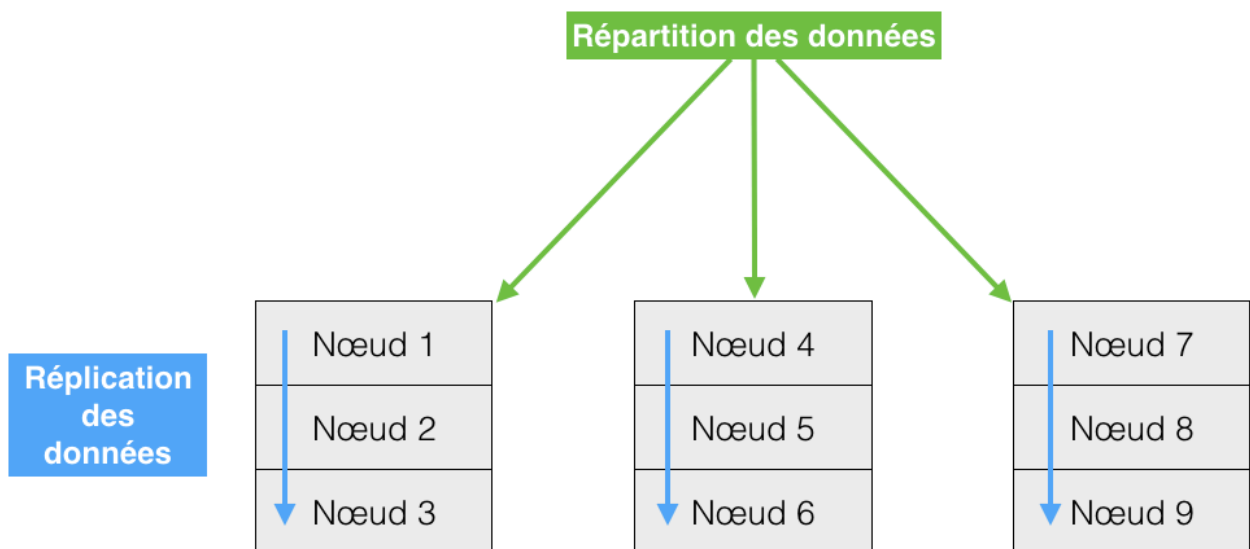 Répartition des données
Nœud 1
Nœud 4
Nœud 7
Réplication
des
données
Nœud 2
Nœud 5
Nœud 8
Nœud 3
Nœud 6
Nœud 9